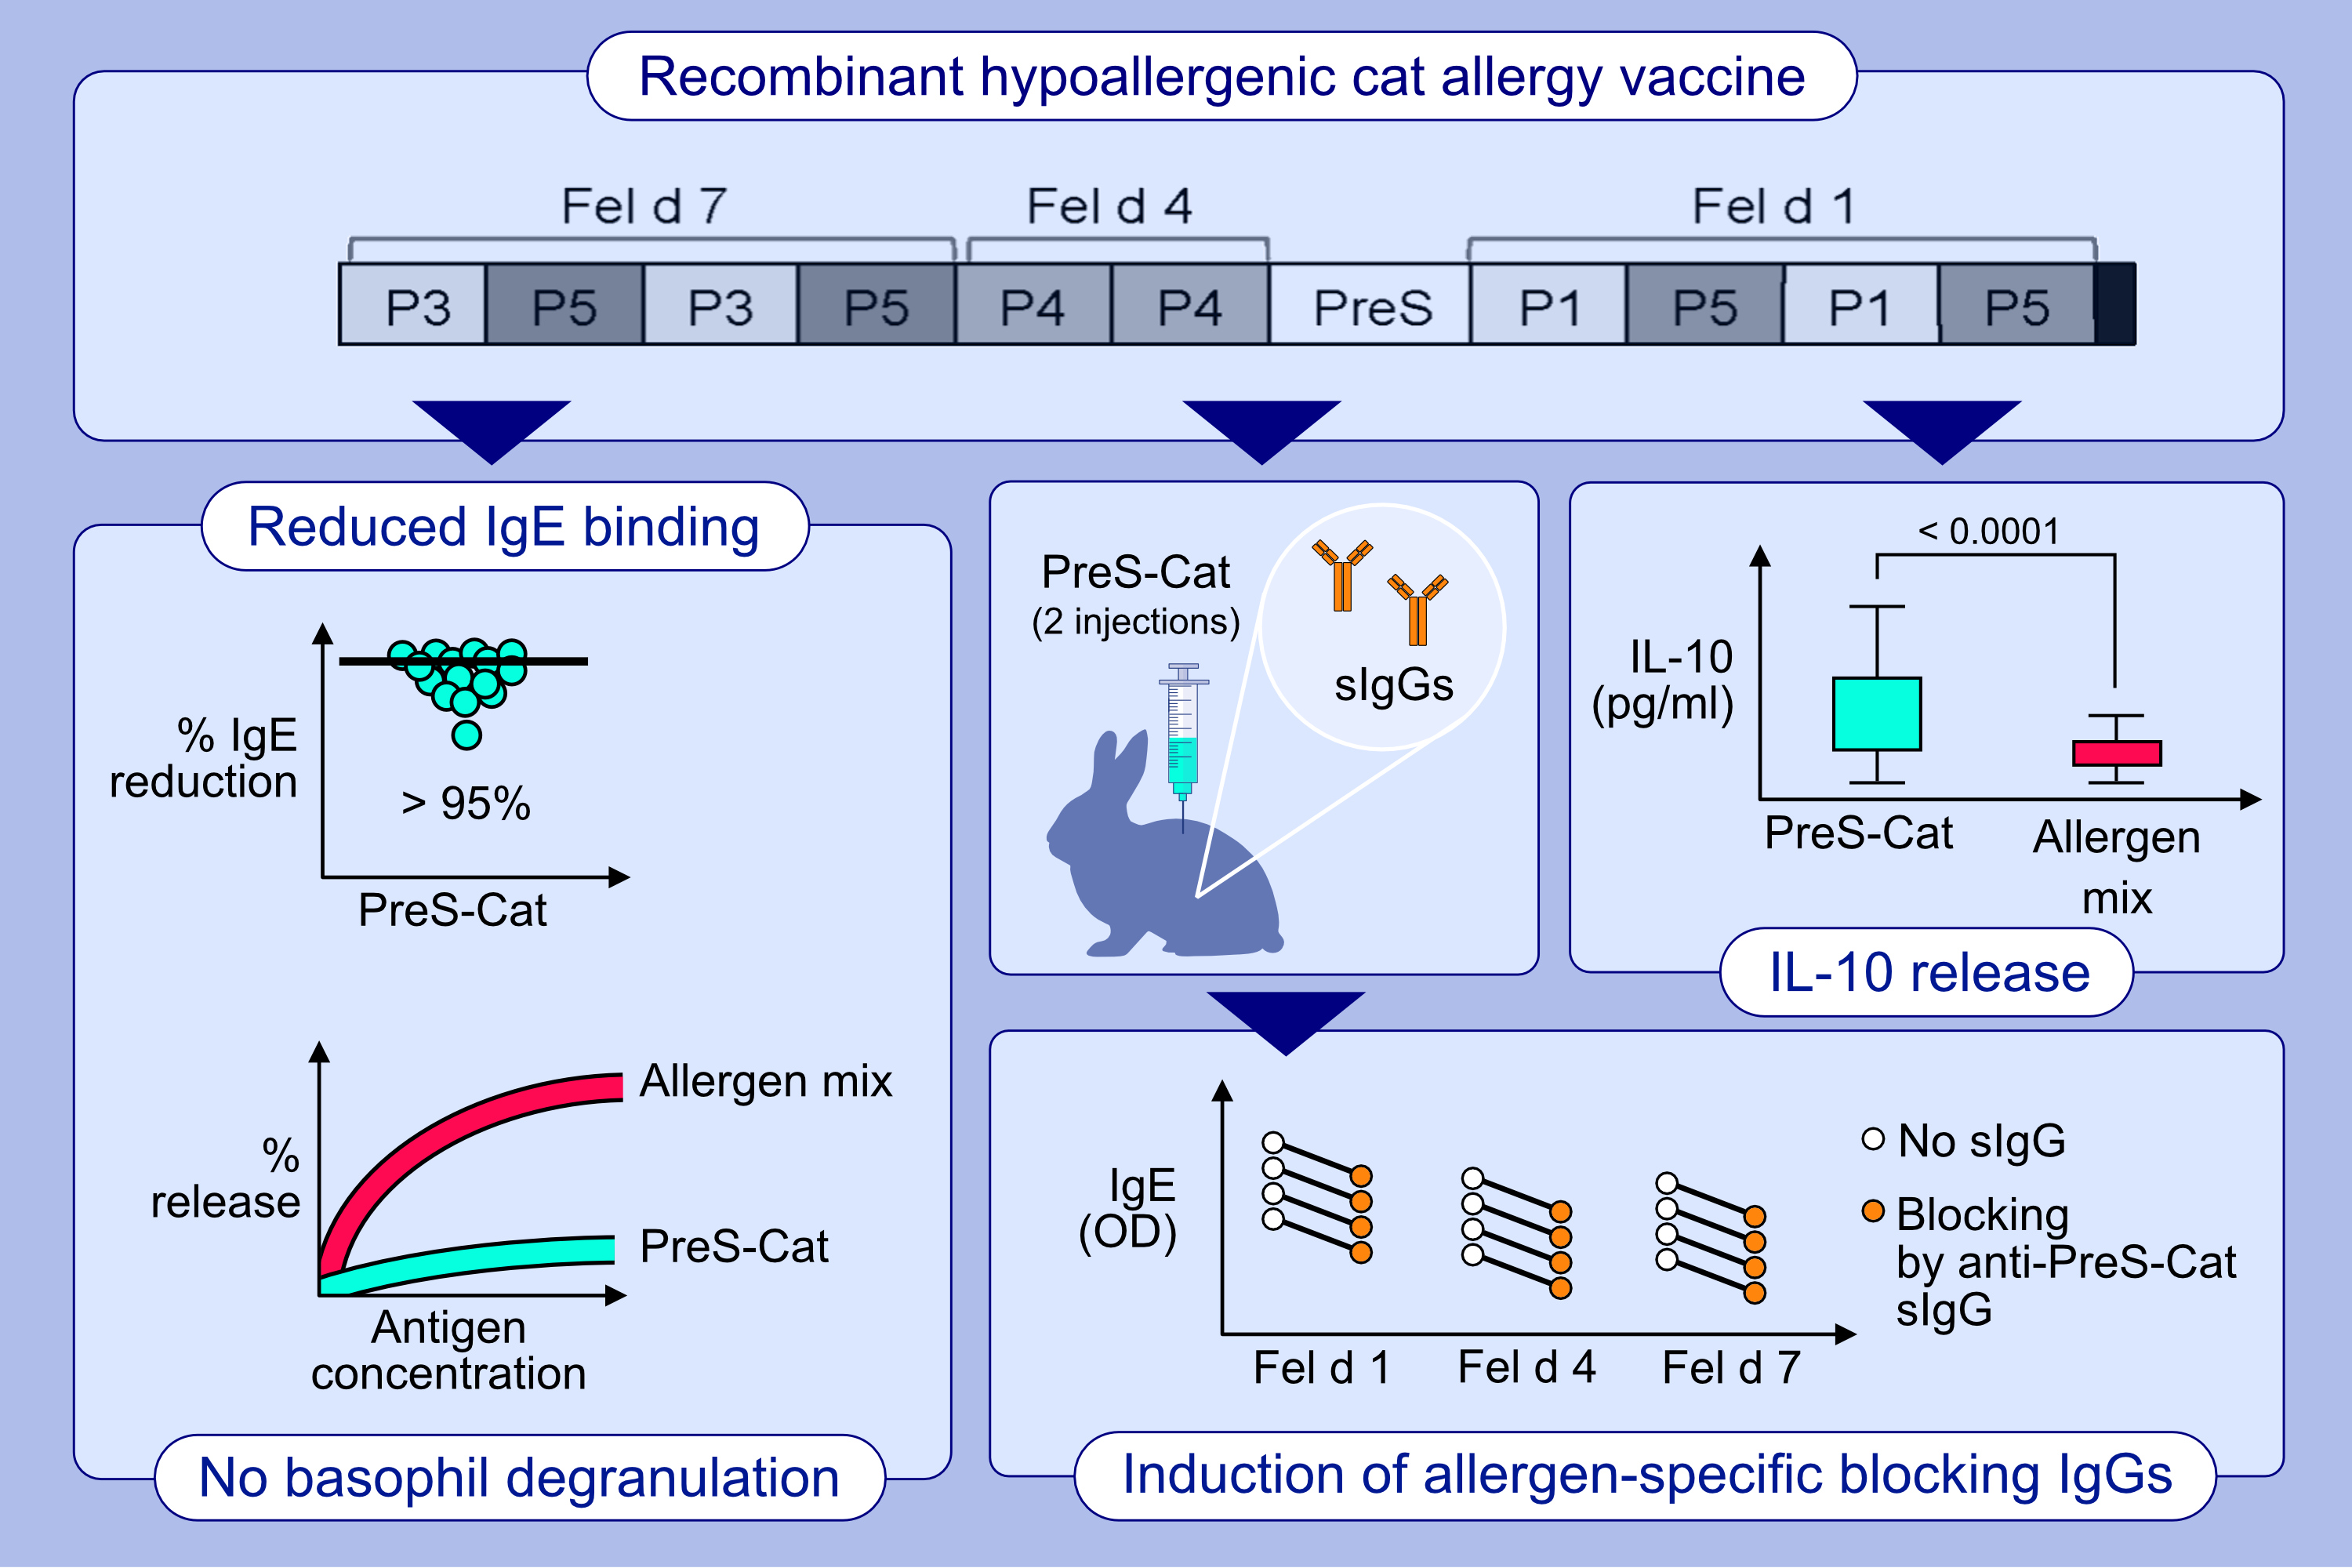 Recombinant hypoallergenic cat allergy vaccine
Fel d 7 Fel d 4 Fel d 1
P3 P5 P3 P5 P4 P4 PreS P1 P5 P1 P5
Reduced IgE binding
% IgE
reduction
> 95%
PreS-Cat
%
release
Allergen mix
PreS-Cat
Antigen
concentration
No basophil degranulation
PreS-Cat
(2 injections)
sIgGs
< 0.0001
IL-10
(pg/ml)
PreS-Cat
Allergen
mix
IL-10 release
IgE
(OD)
Fel d 1 Fel d 4 Fel d 7
No sIgG
Blocking
by anti-PreS-Cat
sIgG
Induction of allergen-specific blocking IgGs